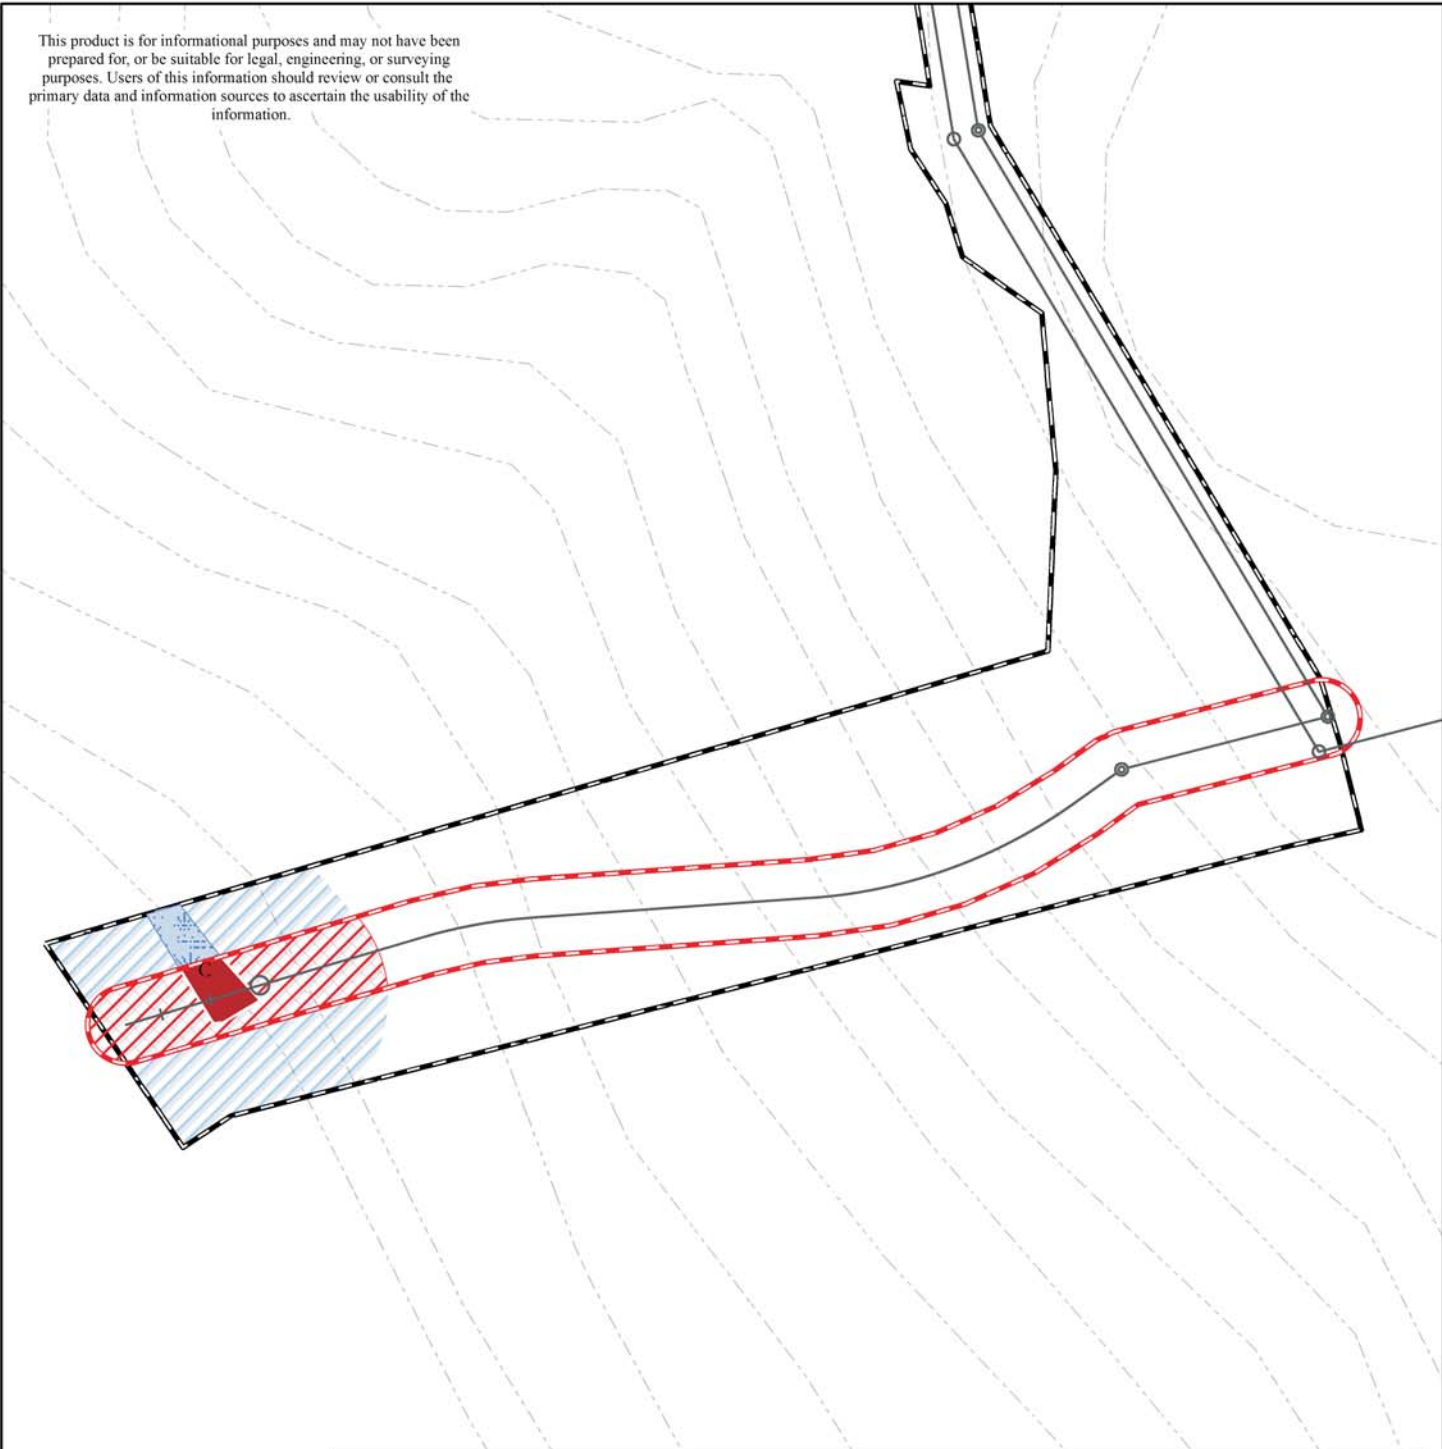 This product is for informational purposes and may not have been
prepared for, or be suitable for legal, engineering, or surveying
purposes. Users of this information should review or consult the
primary data and information sources to ascertain the usability of the
information.
C